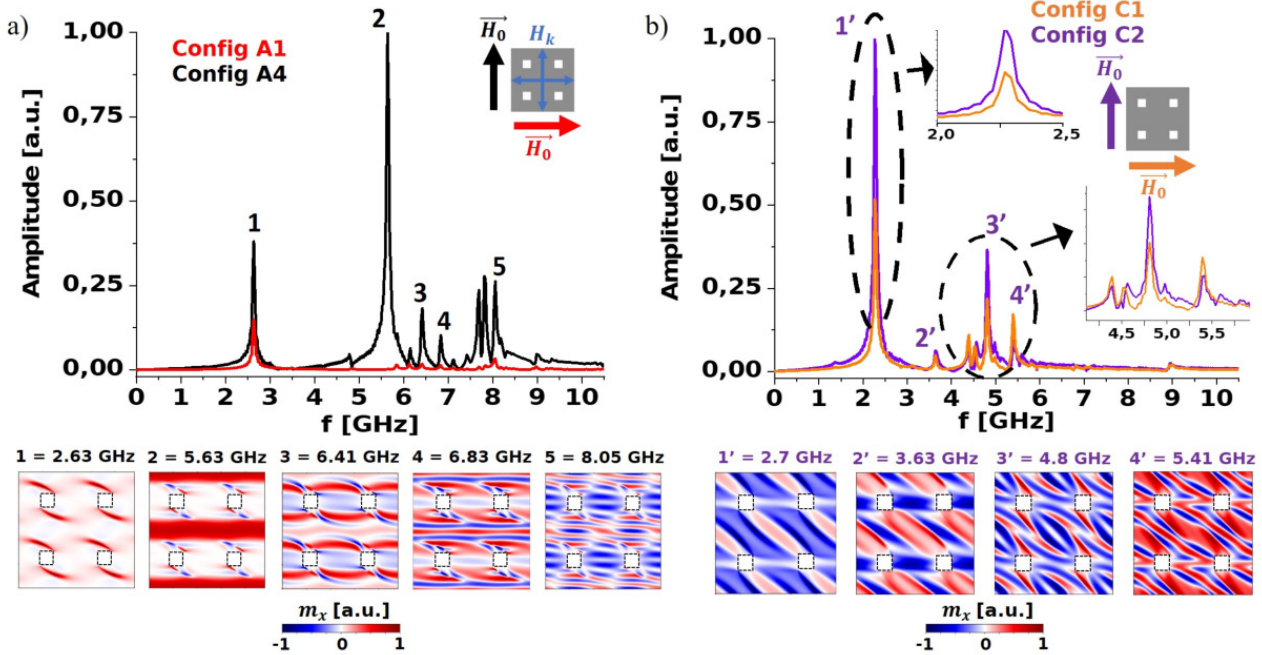 a)
Config A1
Config A4
H₀
H_k
H₀
Amplitude [a.u.]
1,00
0,75
0,50
0,25
0,00
1
2
3
4
5
0 1 2 3 4 5 6 7 8 9 10
f [GHz]
1 = 2.63 GHz 2 = 5.63 GHz 3 = 6.41 GHz 4 = 6.83 GHz 5 = 8.05 GHz
m_x [a.u.]
-1 0 1
b)
Config C1
Config C2
H₀
H₀
Amplitude [a.u.]
1,00
0,75
0,50
0,25
0,00
1’
2’
3’
4’
2,0 2,5
4,5 5,0 5,5
0 1 2 3 4 5 6 7 8 9 10
f [GHz]
1’ = 2.7 GHz 2’ = 3.63 GHz 3’ = 4.8 GHz 4’ = 5.41 GHz
m_x [a.u.]
-1 0 1